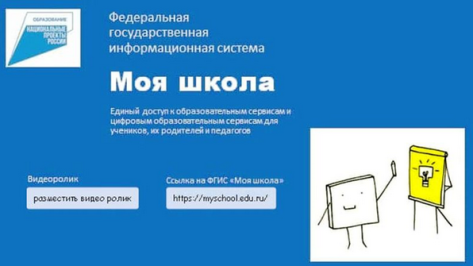 ОБРАЗОВАНИЕ
НАЦИОНАЛЬНЫЕ
ПРОЕКТЫ
РОССИИ
Федеральная
государственная
информационная система
Моя школа
Единый доступ к образовательным сервисам и
цифровым образовательным сервисам для
учеников, их родителей и педагогов
Видеоролик
разместить видео ролик
Ссылка на ФГИС «Моя школа»
https://myschool.edu.ru/